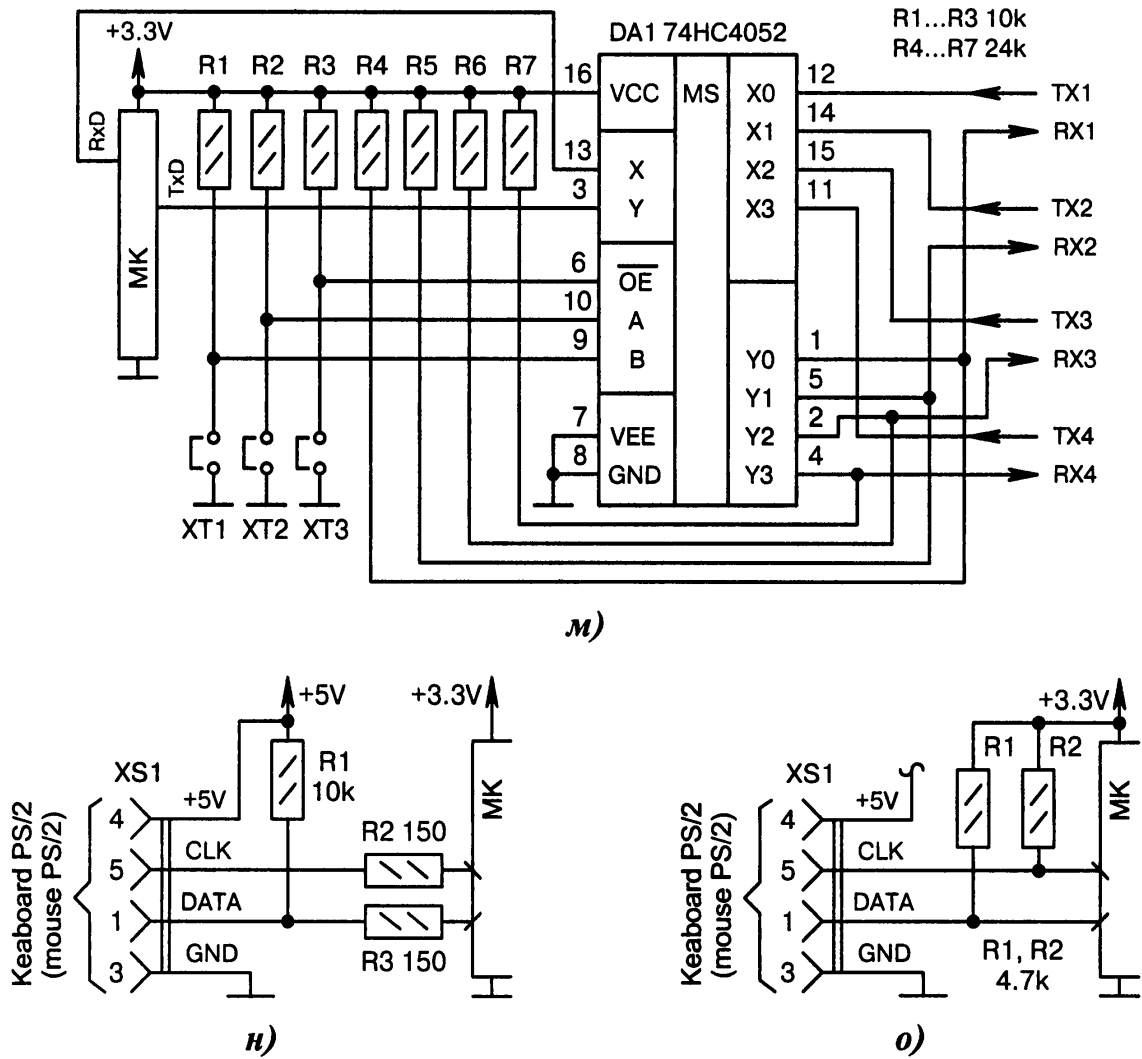 +3.3V
R1 R2 R3 R4 R5 R6 R7
RxD
TxD
MK
DA1 74HC4052
R1...R3 10k
R4...R7 24k
16 VCC MS X0 12 TX1
X1 14 RX1
13 X X2 15
3 Y X3 11 TX2
RX2
6 OE
10 A TX3
9 B Y0 1 RX3
Y1 5
7 VEE Y2 2 TX4
8 GND Y3 4 RX4
XT1 XT2 XT3
м)
+5V
+3.3V
XS1
R1
10k
MK
Keaboard PS/2
(mouse PS/2)
4 +5V
5 CLK
R2 150
1 DATA
R3 150
3 GND
н)
+3.3V
XS1
R1 R2
MK
Keaboard PS/2
(mouse PS/2)
4 +5V
5 CLK
1 DATA
3 GND
R1, R2
4.7k
о)